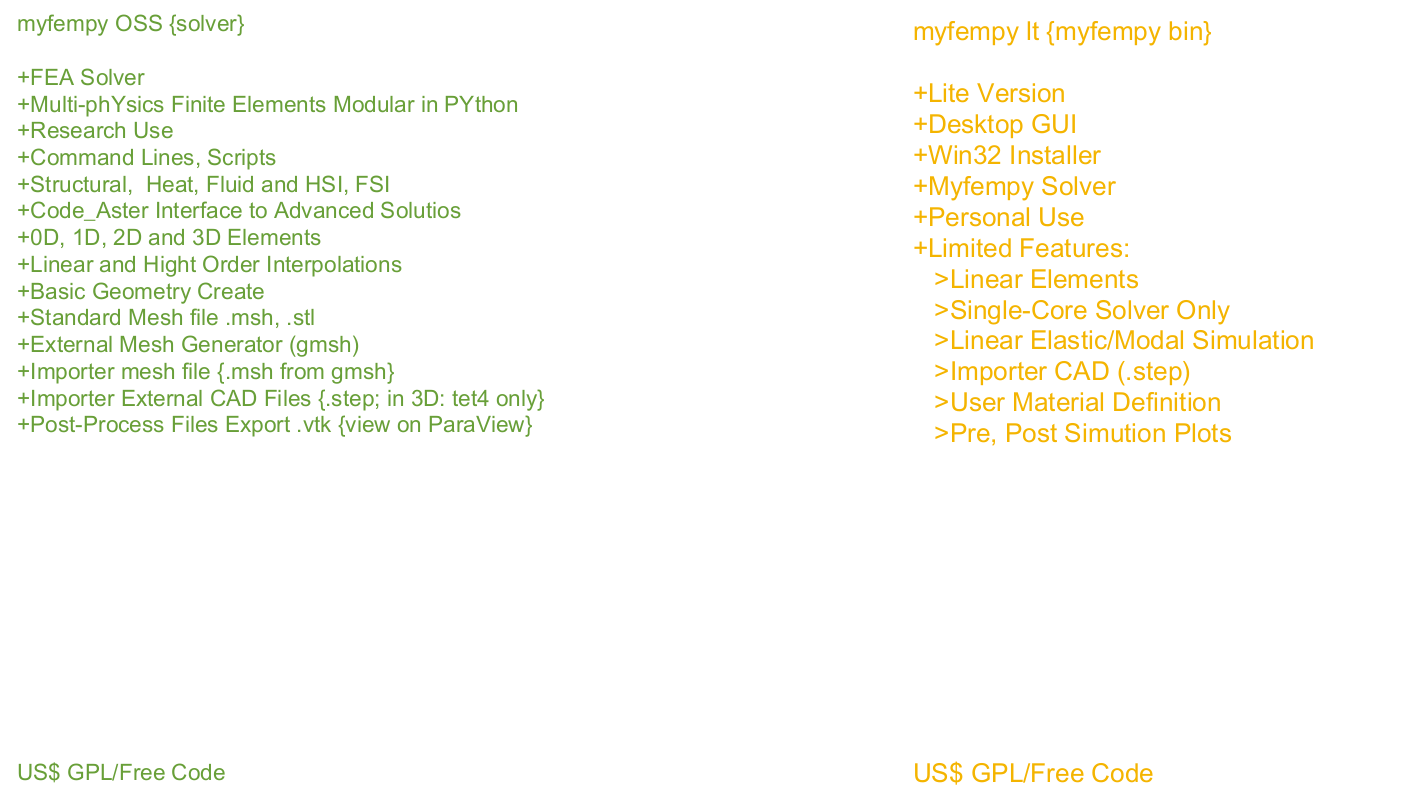 myfempy OSS {solver}
+FEA Solver
+Multi-phYsics Finite Elements Modular in PYthon
+Research Use
+Command Lines, Scripts
+Structural,  Heat, Fluid and HSI, FSI
+Code_Aster Interface to Advanced Solutios
+0D, 1D, 2D and 3D Elements
+Linear and Hight Order Interpolations
+Basic Geometry Create
+Standard Mesh file .msh, .stl
+External Mesh Generator (gmsh)
+Importer mesh file {.msh from gmsh}
+Importer External CAD Files {.step; in 3D: tet4 only}
+Post-Process Files Export .vtk {view on ParaView}
US$ GPL/Free Code
myfempy lt {myfempy bin}
+Lite Version
+Desktop GUI
+Win32 Installer
+Myfempy Solver
+Personal Use
+Limited Features:
>Linear Elements
>Single-Core Solver Only
>Linear Elastic/Modal Simulation
>Importer CAD (.step)
>User Material Definition
>Pre, Post Simution Plots
US$ GPL/Free Code